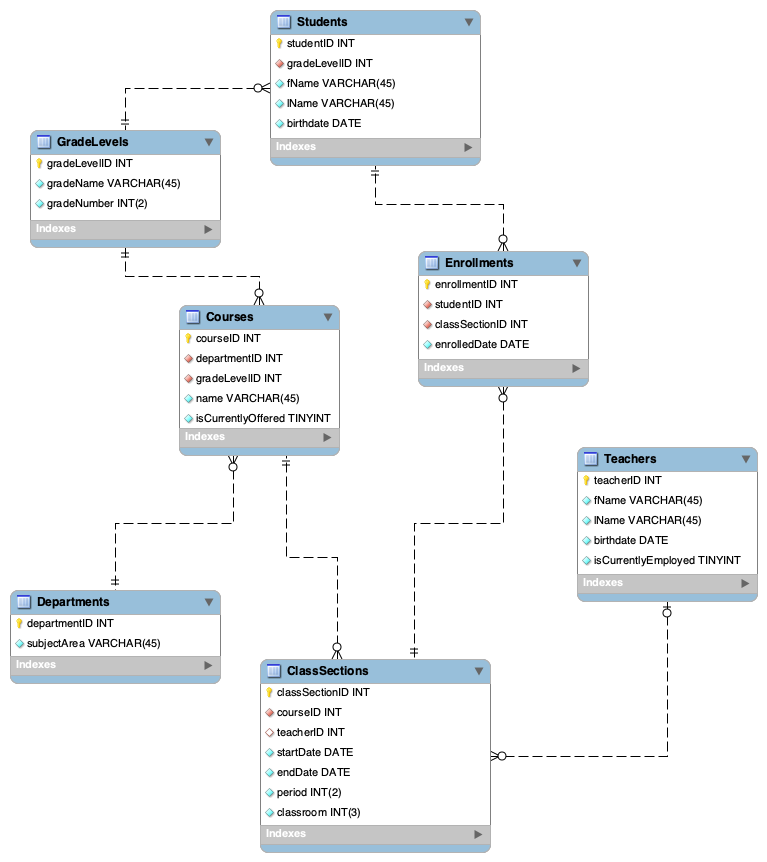 Students
studentID INT
gradeLevelID INT
fName VARCHAR(45)
lName VARCHAR(45)
birthdate DATE
Indexes
GradeLevels
gradeLevelID INT
gradeName VARCHAR(45)
gradeNumber INT(2)
Indexes
Enrollments
enrollmentID INT
studentID INT
classSectionID INT
enrolledDate DATE
Indexes
Courses
courseID INT
departmentID INT
gradeLevelID INT
name VARCHAR(45)
isCurrentlyOffered TINYINT
Indexes
Teachers
teacherID INT
fName VARCHAR(45)
lName VARCHAR(45)
birthdate DATE
isCurrentlyEmployed TINYINT
Indexes
Departments
departmentID INT
subjectArea VARCHAR(45)
Indexes
ClassSections
classSectionID INT
courseID INT
teacherID INT
startDate DATE
endDate DATE
period INT(2)
classroom INT(3)
Indexes